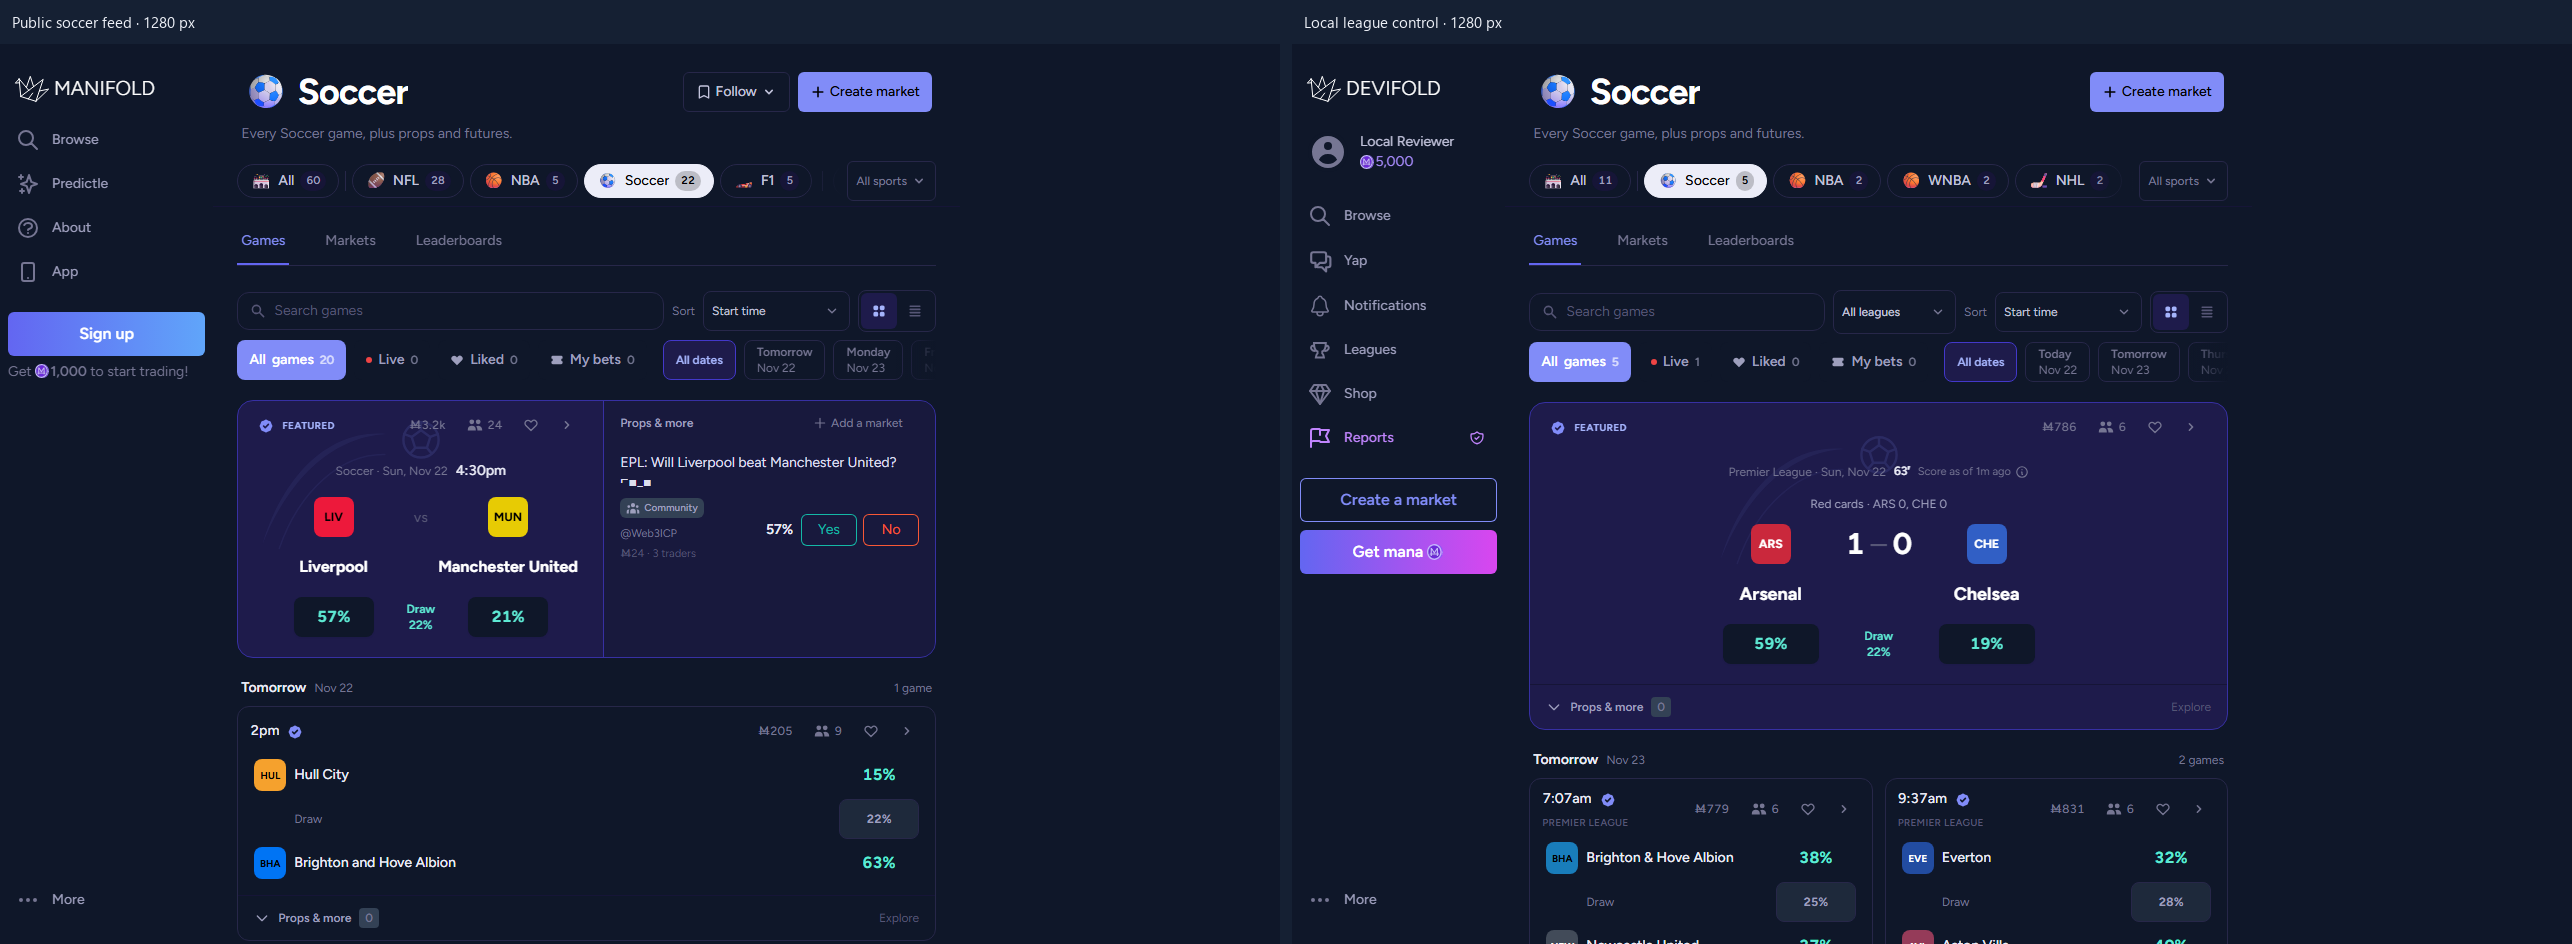 Public soccer feed · 1280 px
MANIFOLD
Browse
Predictle
About
App
Sign up
Get 1,000 to start trading!
More
Soccer
Follow
Create market
Every Soccer game, plus props and futures.
All 60
NFL 28
NBA 5
Soccer 22
F1 5
All sports
Games
Markets
Leaderboards
Search games
Sort
Start time
All games 20
Live 0
Liked 0
My bets 0
All dates
Tomorrow
Nov 22
Monday
Nov 23
FEATURED
M3.2k
24
Soccer · Sun, Nov 22 4:30pm
LIV
vs
MUN
Liverpool
Manchester United
57%
Draw
22%
21%
Props & more
Add a market
EPL: Will Liverpool beat Manchester United?
Community
@Web3ICP
M24 · 3 traders
57%
Yes
No
Tomorrow Nov 22
1 game
2pm
M205
9
HUL Hull City
15%
Draw
22%
BHA Brighton and Hove Albion
63%
Props & more 0
Explore
Local league control · 1280 px
DEVIFOLD
Local Reviewer
M5,000
Browse
Yap
Notifications
Leagues
Shop
Reports
Create a market
Get mana
More
Soccer
Create market
Every Soccer game, plus props and futures.
All 11
Soccer 5
NBA 2
WNBA 2
NHL 2
All sports
Games
Markets
Leaderboards
Search games
All leagues
Sort
Start time
All games 5
Live 1
Liked 0
My bets 0
All dates
Today
Nov 22
Tomorrow
Nov 23
FEATURED
M786
6
Premier League · Sun, Nov 22 63' Score as of 1m ago
Red cards · ARS 0, CHE 0
ARS
1 – 0
CHE
Arsenal
Chelsea
59%
Draw
22%
19%
Props & more 0
Explore
Tomorrow Nov 23
2 games
7:07am
M779
6
PREMIER LEAGUE
BHA Brighton & Hove Albion
38%
Draw
25%
9:37am
M831
6
PREMIER LEAGUE
EVE Everton
32%
Draw
28%